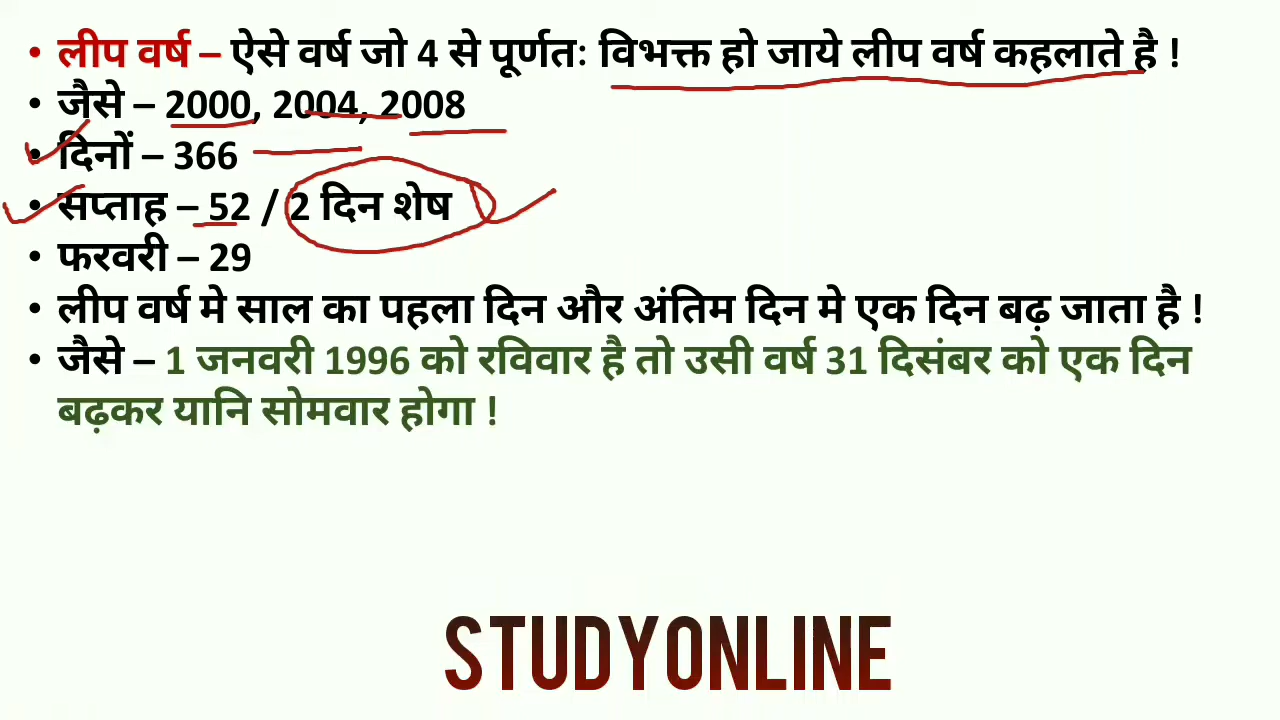 • लीप वर्ष – ऐसे वर्ष जो 4 से पूर्णतः विभक्त हो जाये लीप वर्ष कहलाते है !
• जैसे – 2000, 2004, 2008
• दिनों – 366
• सप्ताह – 52 / 2 दिन शेष
• फरवरी – 29
• लीप वर्ष मे साल का पहला दिन और अंतिम दिन मे एक दिन बढ़ जाता है !
• जैसे – 1 जनवरी 1996 को रविवार है तो उसी वर्ष 31 दिसंबर को एक दिन
बढ़कर यानि सोमवार होगा !
STUDYONLINE